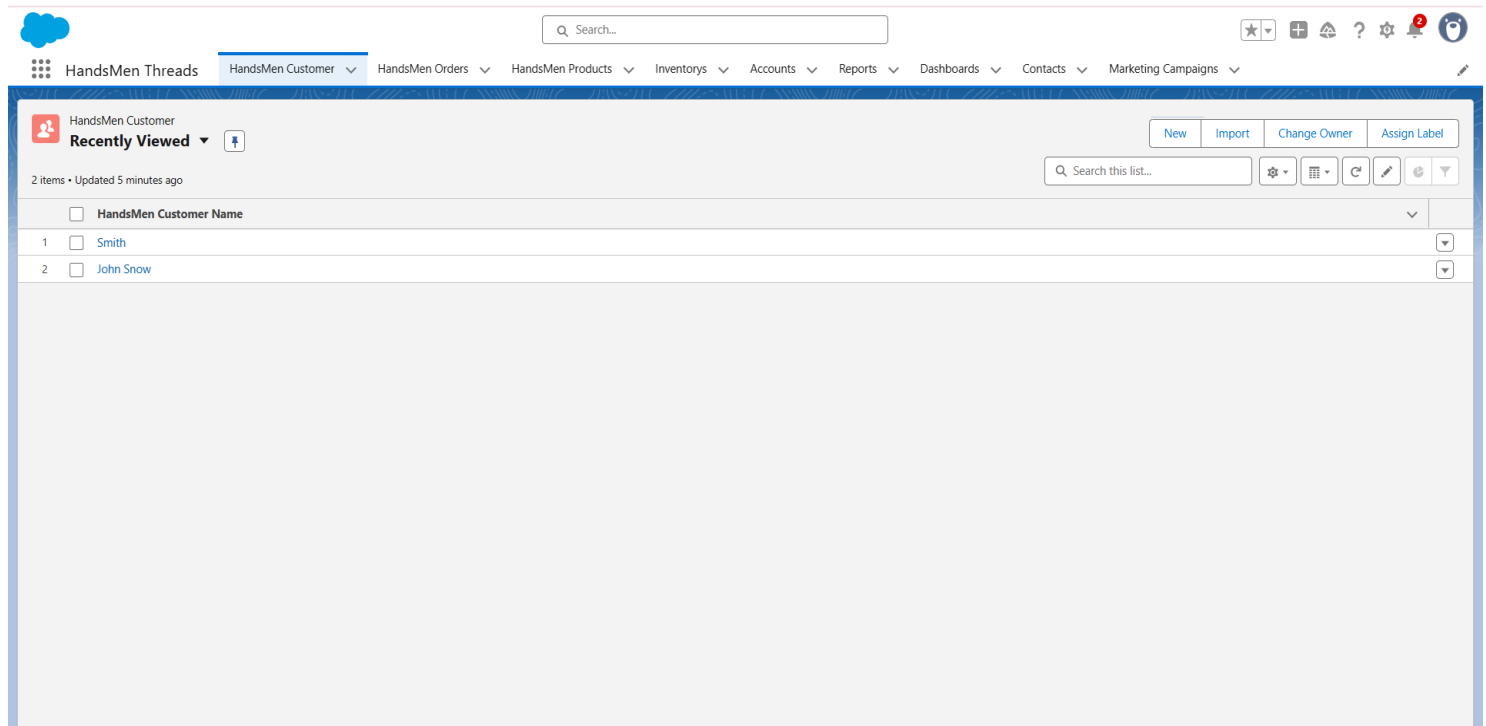 Search...
2
HandsMen Threads HandsMen Customer HandsMen Orders HandsMen Products Inventorys Accounts Reports Dashboards Contacts Marketing Campaigns
HandsMen Customer
Recently Viewed
New Import Change Owner Assign Label
2 items • Updated 5 minutes ago
Search this list...
HandsMen Customer Name
1 Smith
2 John Snow